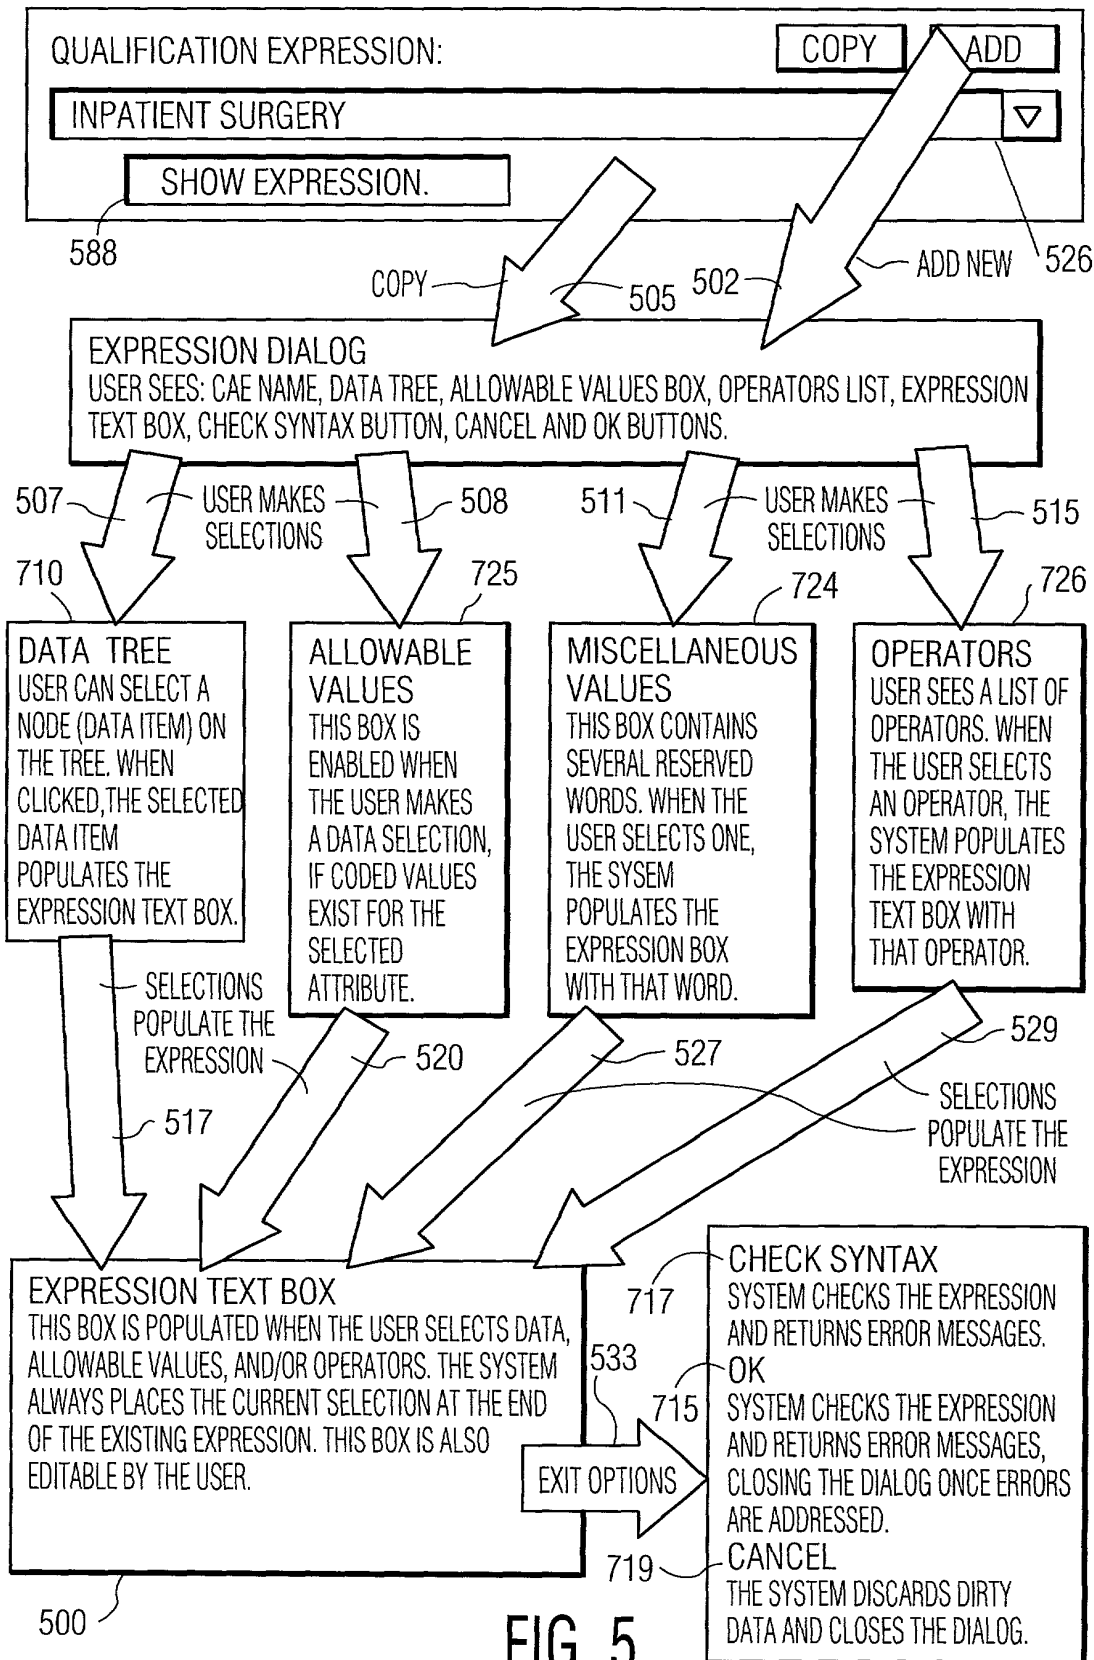 QUALIFICATION EXPRESSION:
COPY
ADD
INPATIENT SURGERY
SHOW EXPRESSION.
588
COPY
505
502
ADD NEW
526
EXPRESSION DIALOG
USER SEES: CAE NAME, DATA TREE, ALLOWABLE VALUES BOX, OPERATORS LIST, EXPRESSION
TEXT BOX, CHECK SYNTAX BUTTON, CANCEL AND OK BUTTONS.
507
USER MAKES
SELECTIONS
508
511
USER MAKES
SELECTIONS
515
710
DATA TREE
USER CAN SELECT A
NODE (DATA ITEM) ON
THE TREE. WHEN
CLICKED, THE SELECTED
DATA ITEM
POPULATES THE
EXPRESSION TEXT BOX.
725
ALLOWABLE
VALUES
THIS BOX IS
ENABLED WHEN
THE USER MAKES
A DATA SELECTION,
IF CODED VALUES
EXIST FOR THE
SELECTED
ATTRIBUTE.
724
MISCELLANEOUS
VALUES
THIS BOX CONTAINS
SEVERAL RESERVED
WORDS. WHEN THE
USER SELECTS ONE,
THE SYSEM
POPULATES THE
EXPRESSION BOX
WITH THAT WORD.
726
OPERATORS
USER SEES A LIST OF
OPERATORS. WHEN
THE USER SELECTS
AN OPERATOR, THE
SYSTEM POPULATES
THE EXPRESSION
TEXT BOX WITH
THAT OPERATOR.
SELECTIONS
POPULATE THE
EXPRESSION
517
520
527
529
SELECTIONS
POPULATE THE
EXPRESSION
EXPRESSION TEXT BOX
THIS BOX IS POPULATED WHEN THE USER SELECTS DATA,
ALLOWABLE VALUES, AND/OR OPERATORS. THE SYSTEM
ALWAYS PLACES THE CURRENT SELECTION AT THE END
OF THE EXISTING EXPRESSION. THIS BOX IS ALSO
EDITABLE BY THE USER.
500
533
EXIT OPTIONS
717
CHECK SYNTAX
SYSTEM CHECKS THE EXPRESSION
AND RETURNS ERROR MESSAGES.
715
OK
SYSTEM CHECKS THE EXPRESSION
AND RETURNS ERROR MESSAGES,
CLOSING THE DIALOG ONCE ERRORS
ARE ADDRESSED.
719
CANCEL
THE SYSTEM DISCARDS DIRTY
DATA AND CLOSES THE DIALOG.
FIG. 5